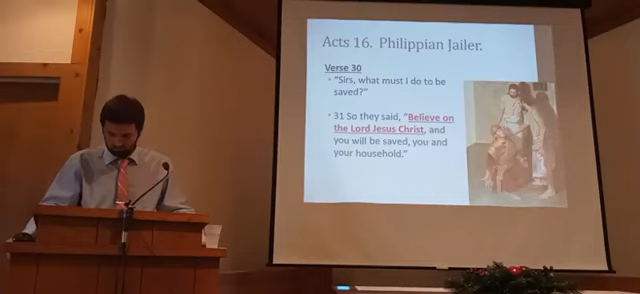 Acts 16. Philippian Jailer.
Verse 30
• "Sirs, what must I do to be
saved?"
• 31 So they said, "Believe on
the Lord Jesus Christ, and
you will be saved, you and
your household."